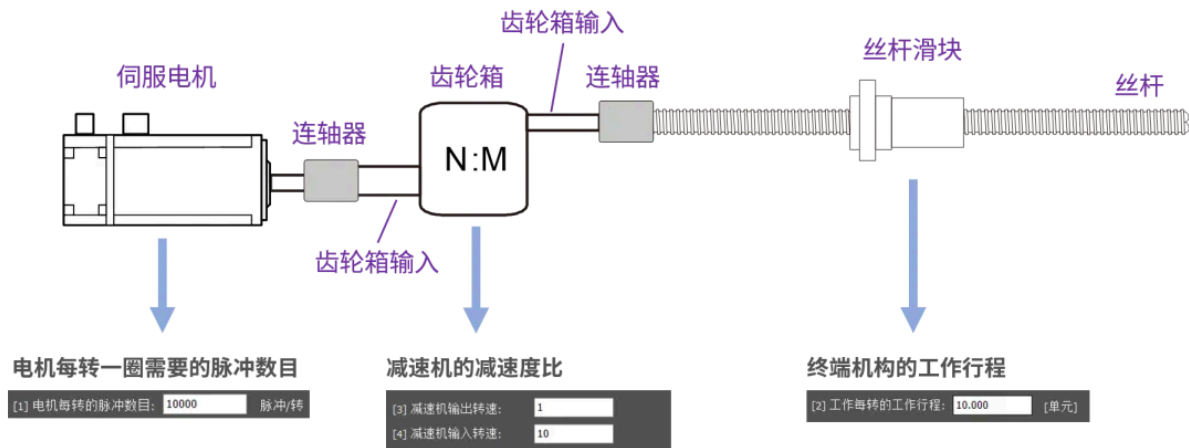 齿轮箱输入
伺服电机
齿轮箱
连轴器
丝杆滑块
丝杆
连轴器
N:M
齿轮箱输入
电机每转一圈需要的脉冲数目
减速机的减速度比
终端机构的工作行程
[1] 电机每转的脉冲数目: 10000 脉冲/转
[3] 减速机输出转速: 1
[4] 减速机输入转速: 10
[2] 工作每转的工作行程: 10.000 [单元]